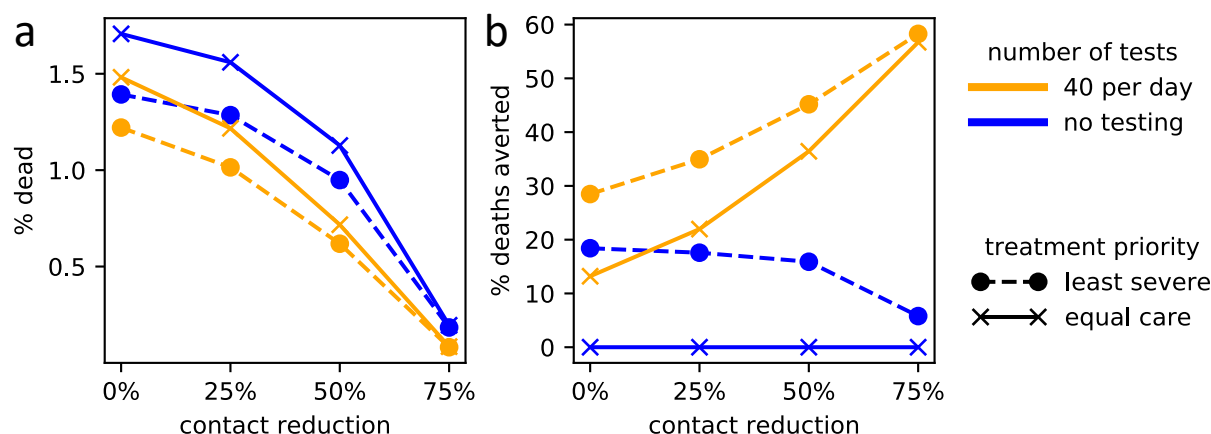 a
% dead
1.5
1.0
0.5
0%
25%
50%
75%
contact reduction
b
% deaths averted
60
50
40
30
20
10
0
0%
25%
50%
75%
contact reduction
number of tests
40 per day
no testing
treatment priority
least severe
equal care